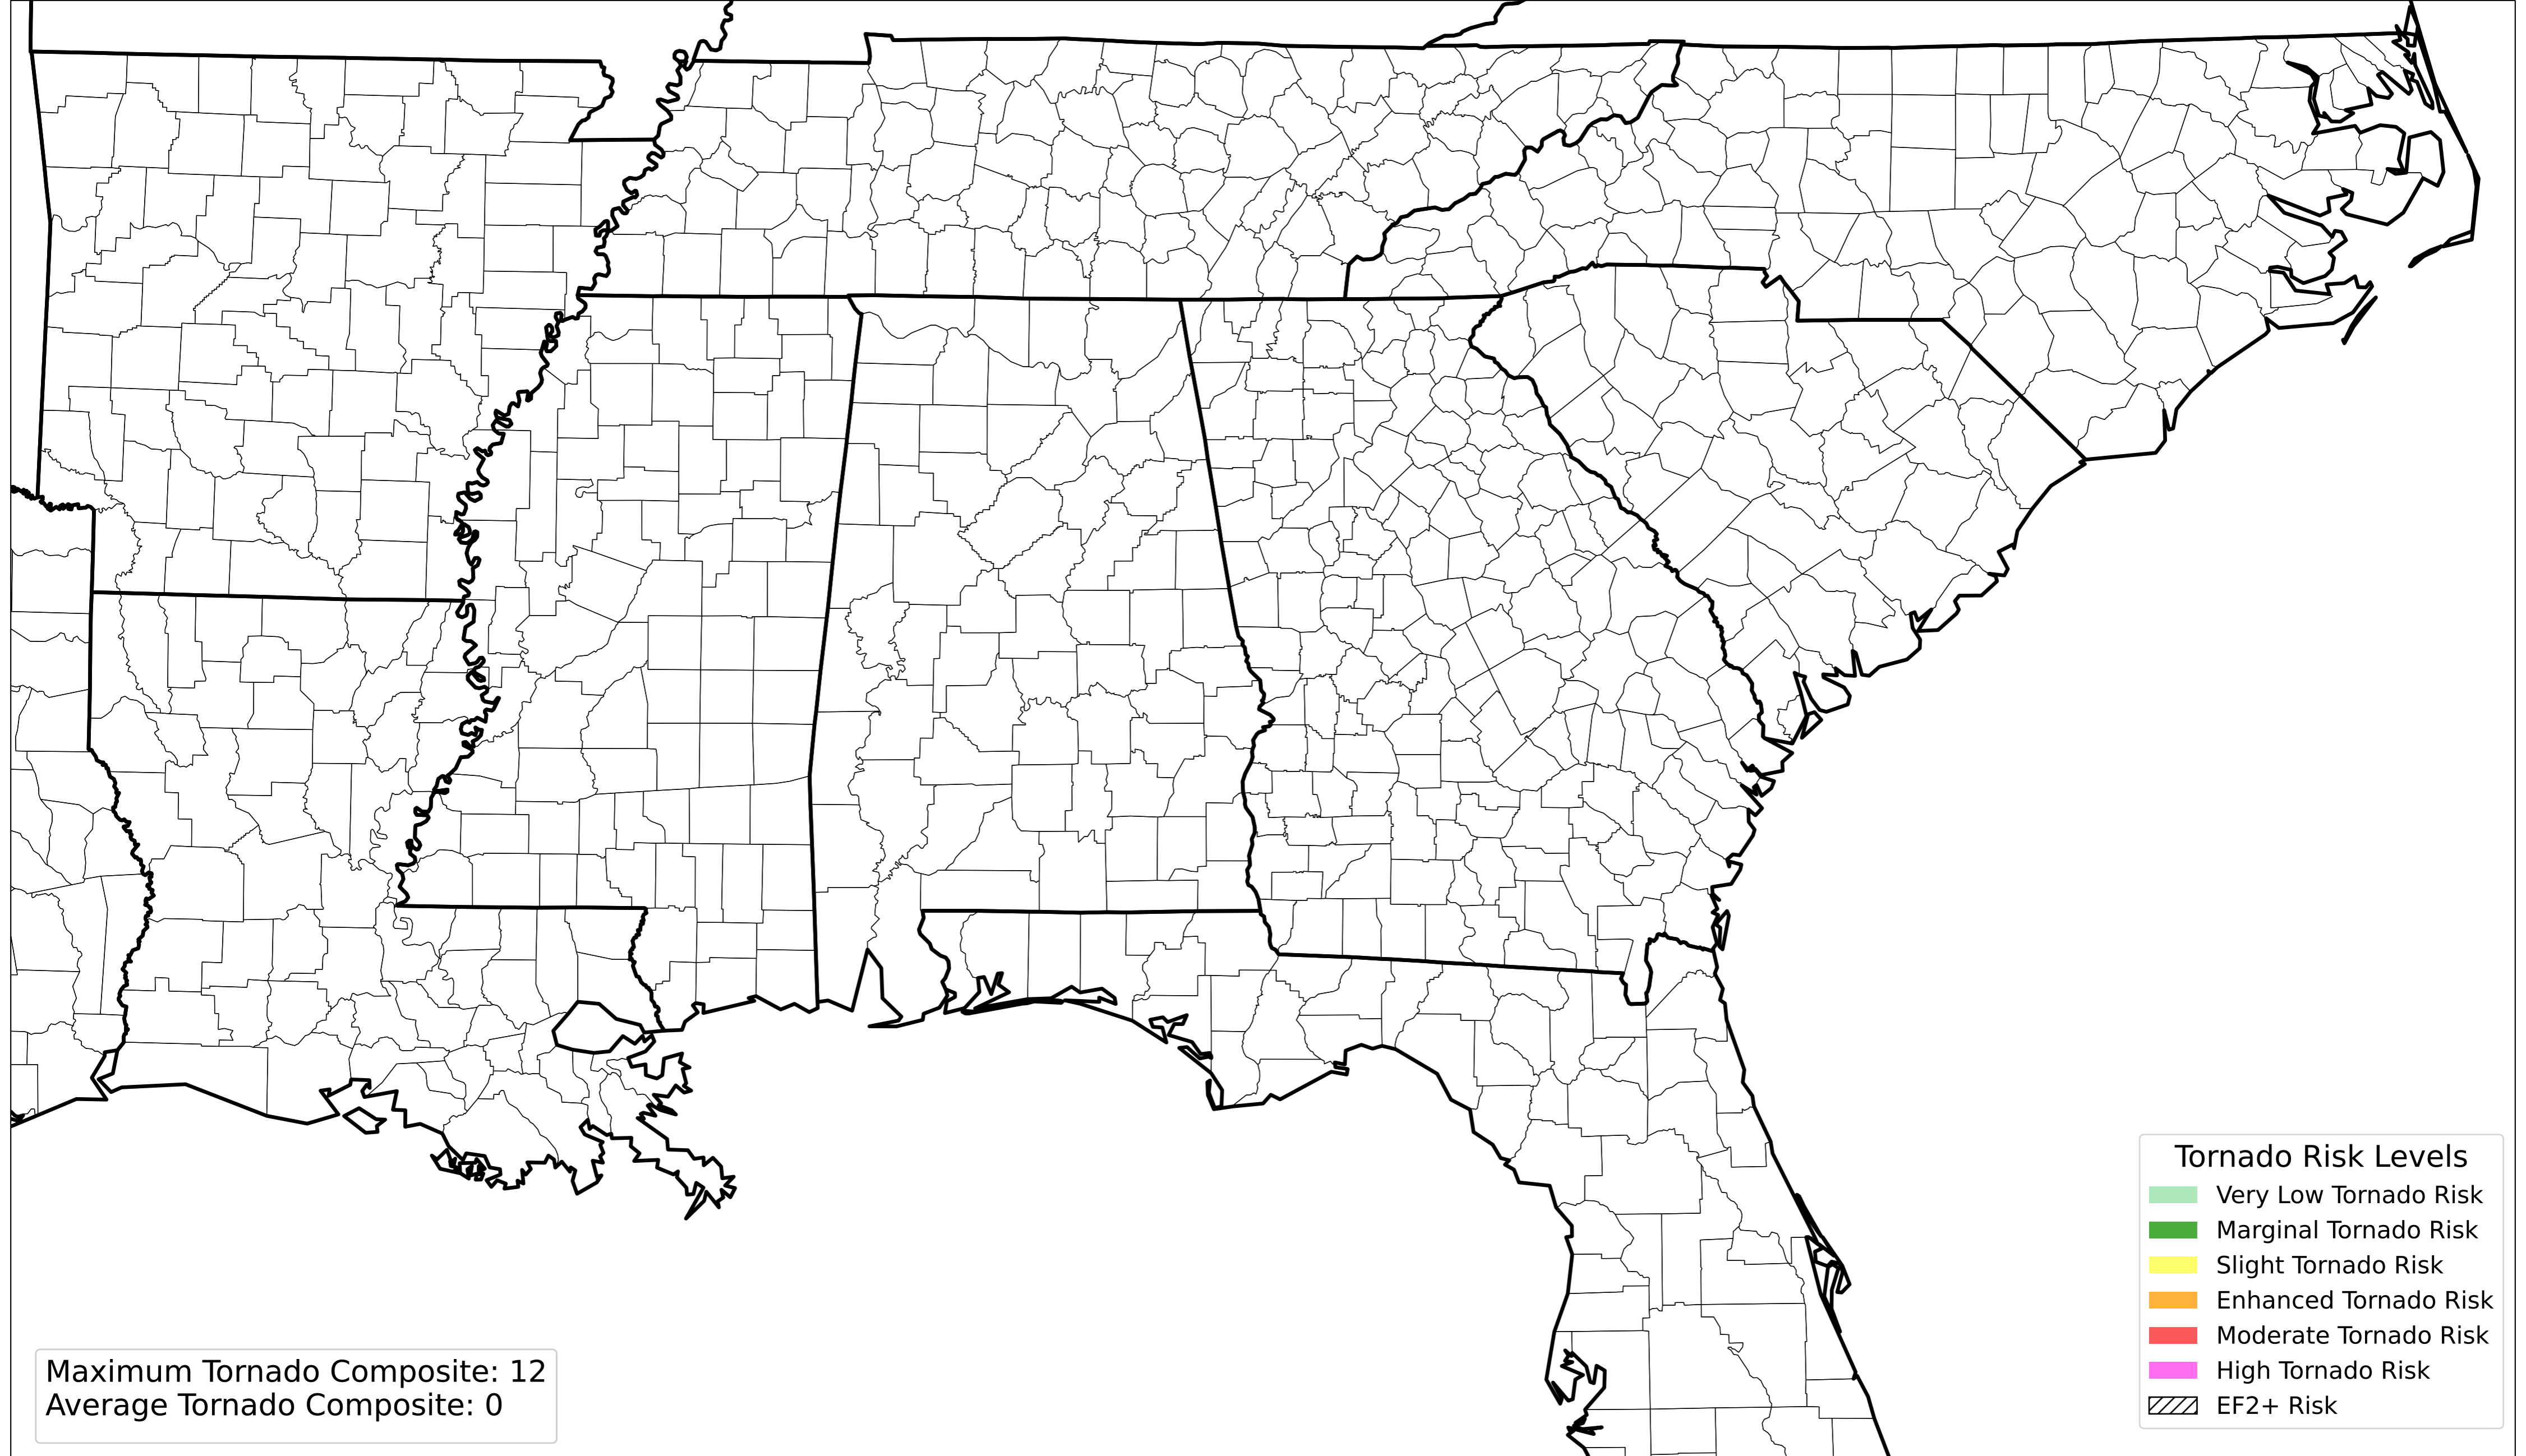 Tornado Risk Levels
Very Low Tornado Risk
Marginal Tornado Risk
Slight Tornado Risk
Enhanced Tornado Risk
Moderate Tornado Risk
High Tornado Risk
EF2+ Risk
Maximum Tornado Composite: 12
Average Tornado Composite: 0